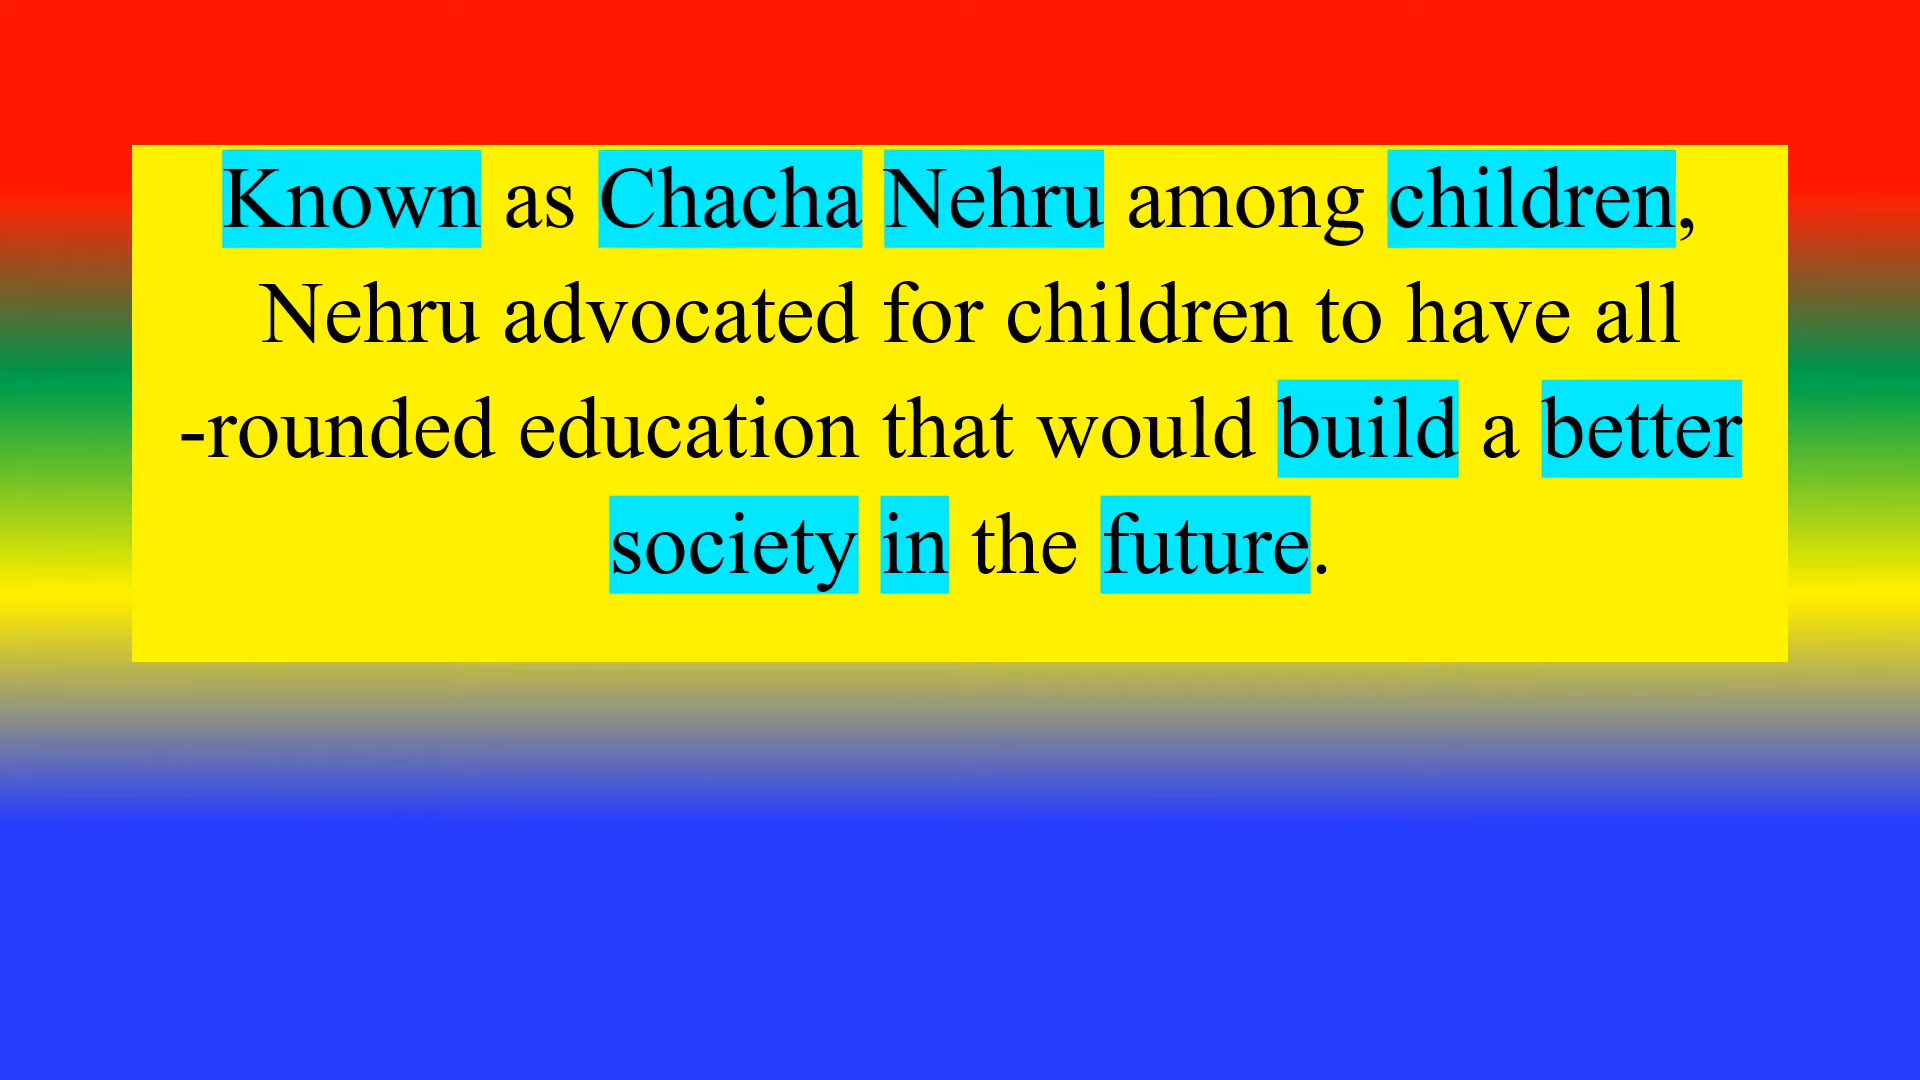 Known as Chacha Nehru among children,
Nehru advocated for children to have all
-rounded education that would build a better
society in the future.